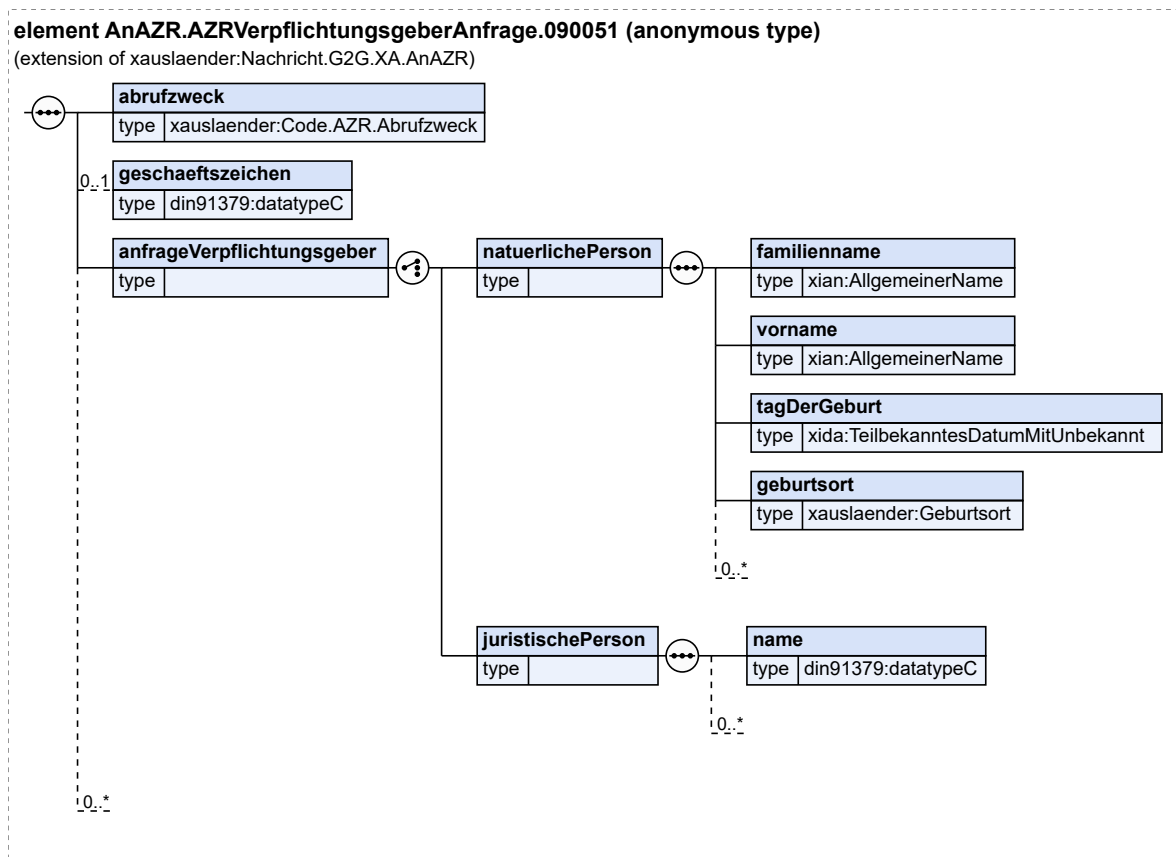 element AnAZR.AZRVerpflichtungsgeberAnfrage.090051 (anonymous type)
(extension of xauslaender:Nachricht.G2G.XA.AnAZR)
abrufzweck
type xauslaender:Code.AZR.Abrufzweck
0..1
geschaeftszeichen
type din91379:datatypeC
anfrageVerpflichtungsgeber
type
natuerlichePerson
type
familienname
type xian:AllgemeinerName
vorname
type xian:AllgemeinerName
tagDerGeburt
type xida:TeilbekanntesDatumMitUnbekannt
geburtsort
type xauslaender:Geburtsort
0..*
juristischePerson
type
name
type din91379:datatypeC
0..*
0..*